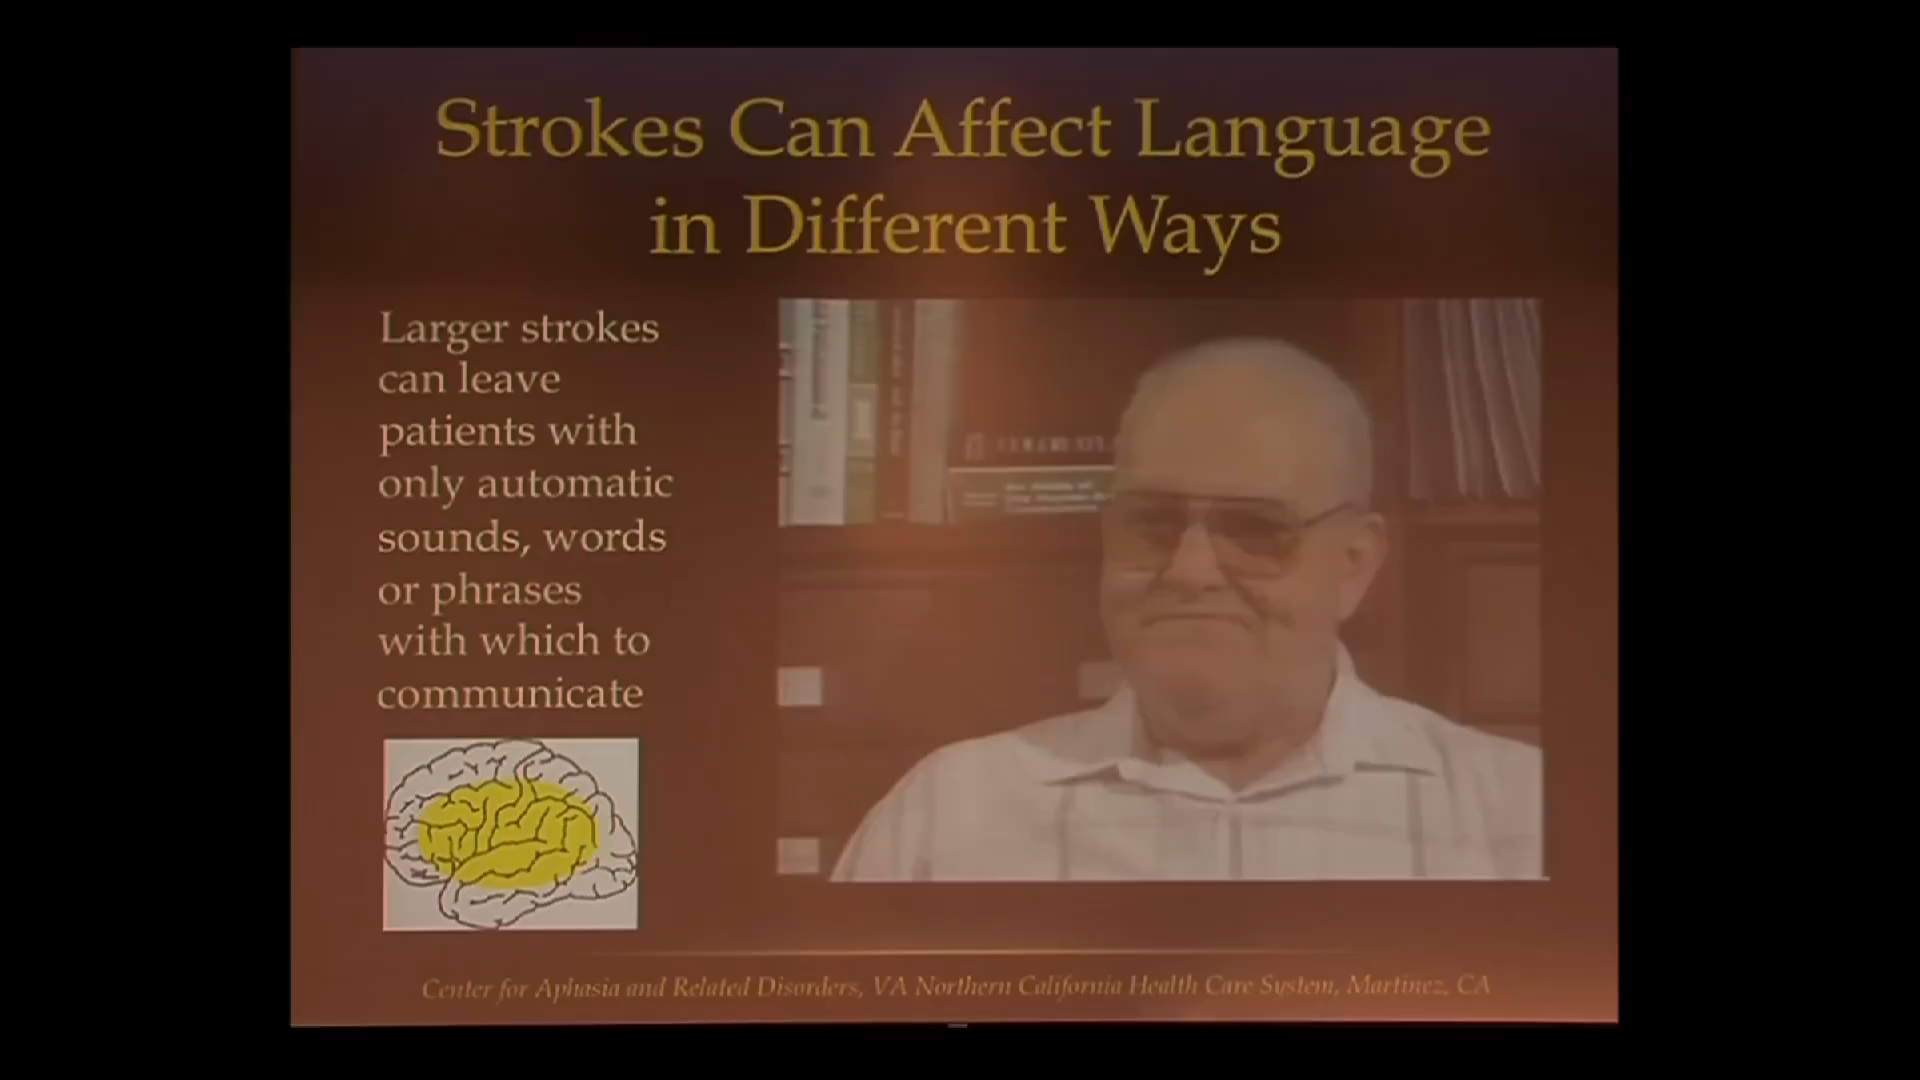 Strokes Can Affect Language
in Different Ways
Larger strokes
can leave
patients with
only automatic
sounds, words
or phrases
with which to
communicate
Center for Aphasia and Related Disorders, VA Northern California Health Care System, Martinez, CA